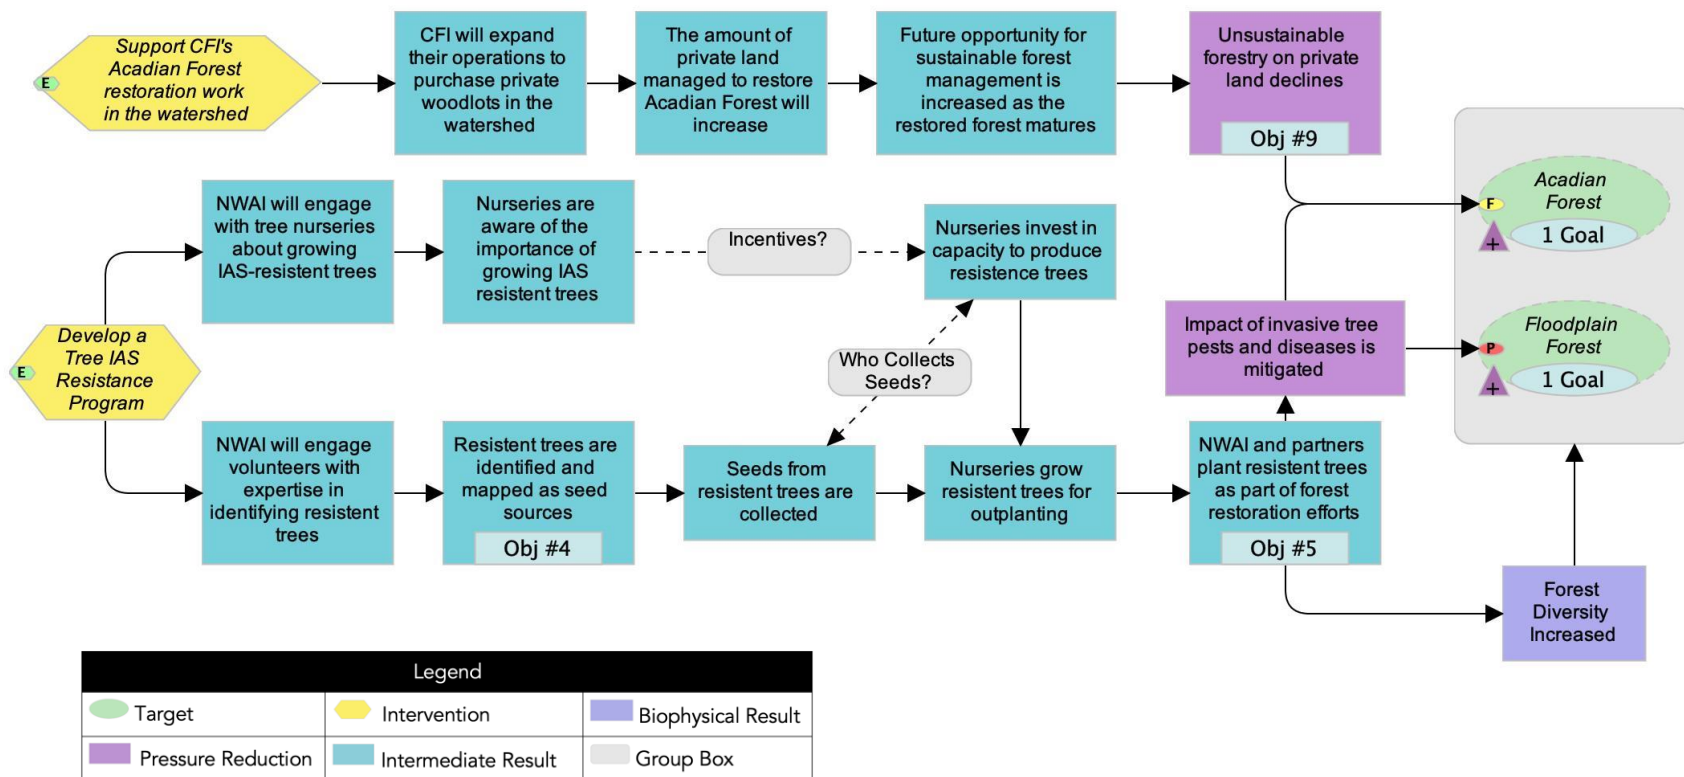 Support CFI's
Acadian Forest
restoration work
in the watershed
E
CFI will expand
their operations to
purchase private
woodlots in the
watershed
The amount of
private land
managed to restore
Acadian Forest will
increase
Future opportunity for
sustainable forest
management is
increased as the
restored forest matures
Unsustainable
forestry on private
land declines
Obj #9
NWAI will engage
with tree nurseries
about growing
IAS-resistent trees
Nurseries are
aware of the
importance of
growing IAS
resistent trees
Incentives?
Nurseries invest in
capacity to produce
resistence trees
Acadian
Forest
F
1 Goal
+
Develop a
Tree IAS
Resistance
Program
E
Who Collects
Seeds?
Impact of invasive tree
pests and diseases is
mitigated
Floodplain
Forest
P
1 Goal
+
NWAI will engage
volunteers with
expertise in
identifying resistent
trees
Resistent trees are
identified and
mapped as seed
sources
Obj #4
Seeds from
resistent trees are
collected
Nurseries grow
resistent trees for
outplanting
NWAI and partners
plant resistent trees
as part of forest
restoration efforts
Obj #5
Forest
Diversity
Increased
Legend
Target
Intervention
Biophysical Result
Pressure Reduction
Intermediate Result
Group Box